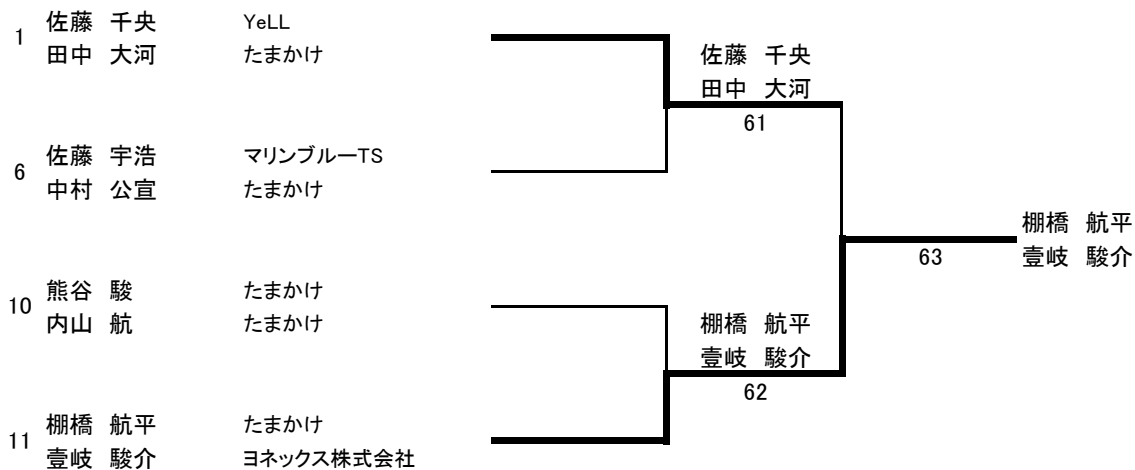 1
佐藤 千央 YeLL
田中 大河 たまかけ
佐藤 千央
田中 大河
61
6
佐藤 宇浩 マリンブルーTS
中村 公宣 たまかけ
棚橋 航平
壹岐 駿介
63
10
熊谷 駿 たまかけ
内山 航 たまかけ
棚橋 航平
壹岐 駿介
62
11
棚橋 航平 たまかけ
壹岐 駿介 ヨネックス株式会社